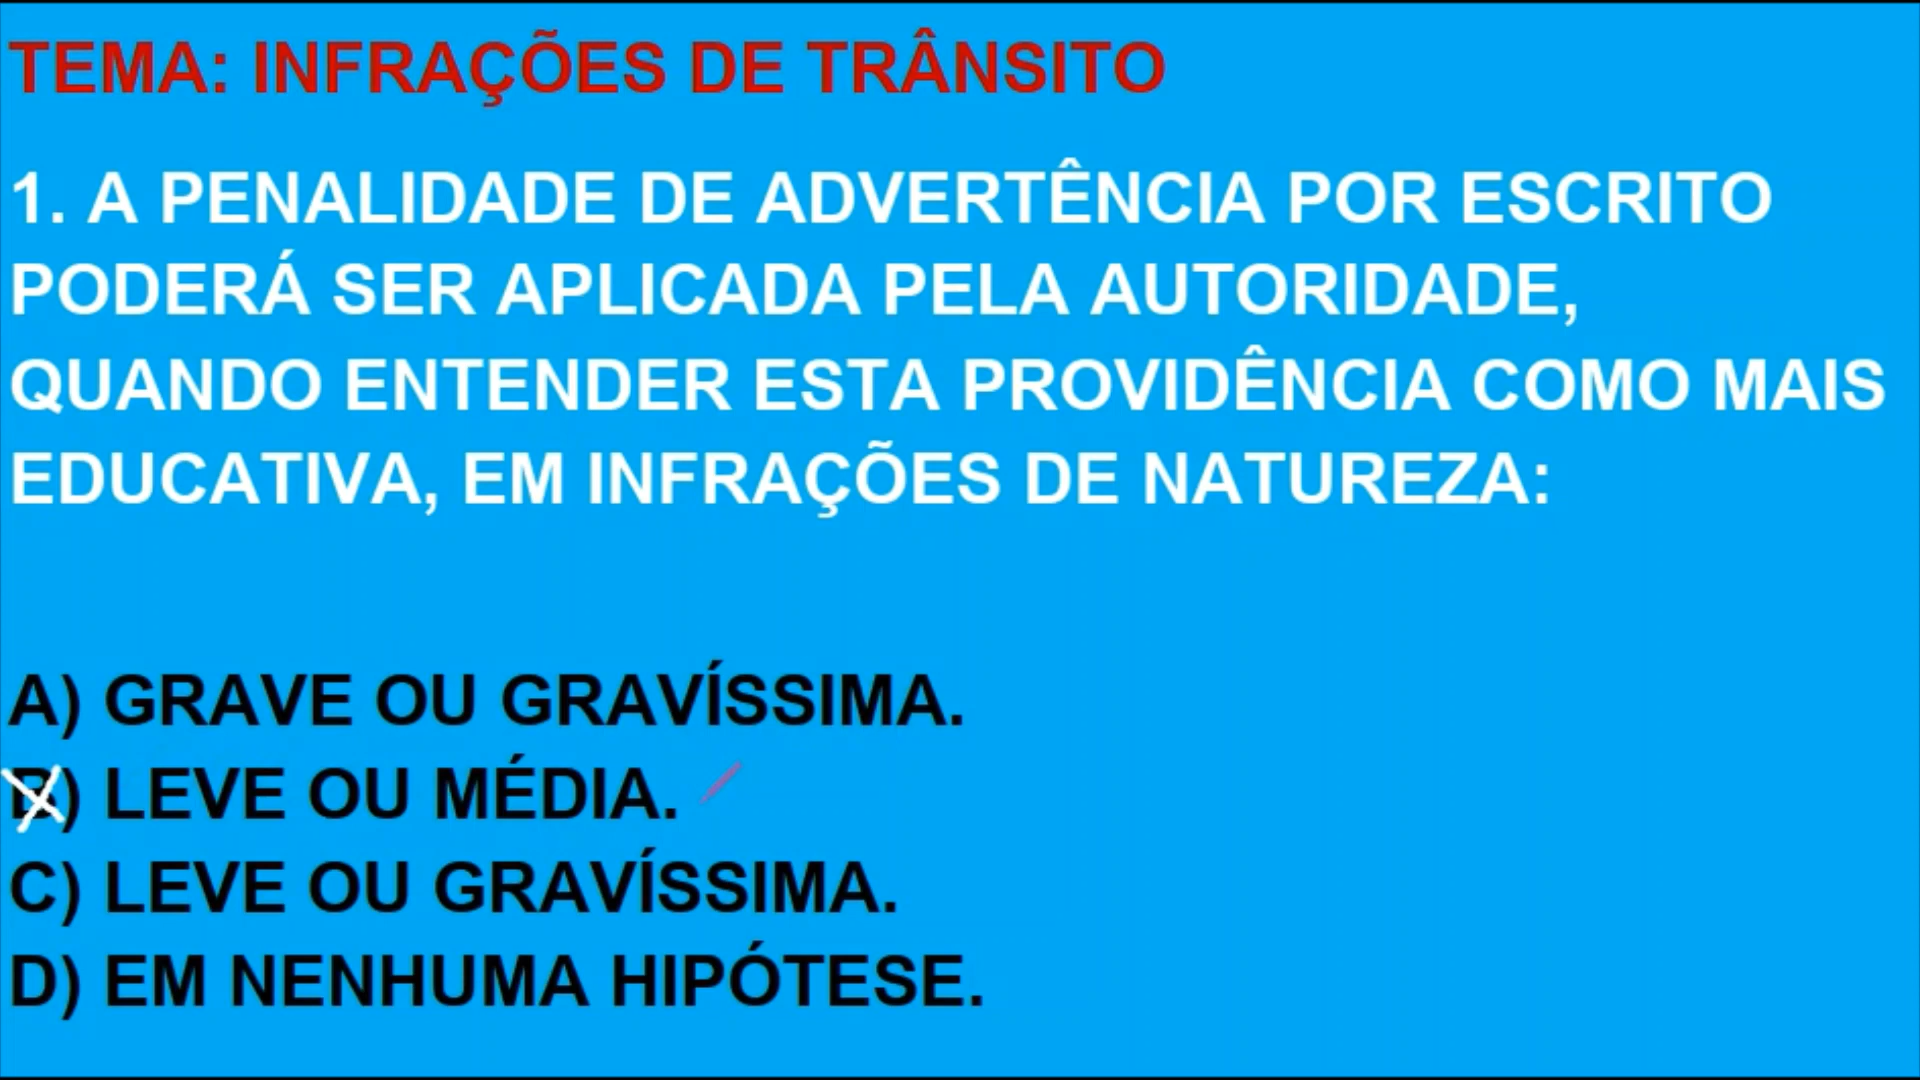 TEMA: INFRAÇÕES DE TRÂNSITO
1. A PENALIDADE DE ADVERTÊNCIA POR ESCRITO
PODERÁ SER APLICADA PELA AUTORIDADE,
QUANDO ENTENDER ESTA PROVIDÊNCIA COMO MAIS
EDUCATIVA, EM INFRAÇÕES DE NATUREZA:
A) GRAVE OU GRAVÍSSIMA.
B) LEVE OU MÉDIA.
C) LEVE OU GRAVÍSSIMA.
D) EM NENHUMA HIPÓTESE.